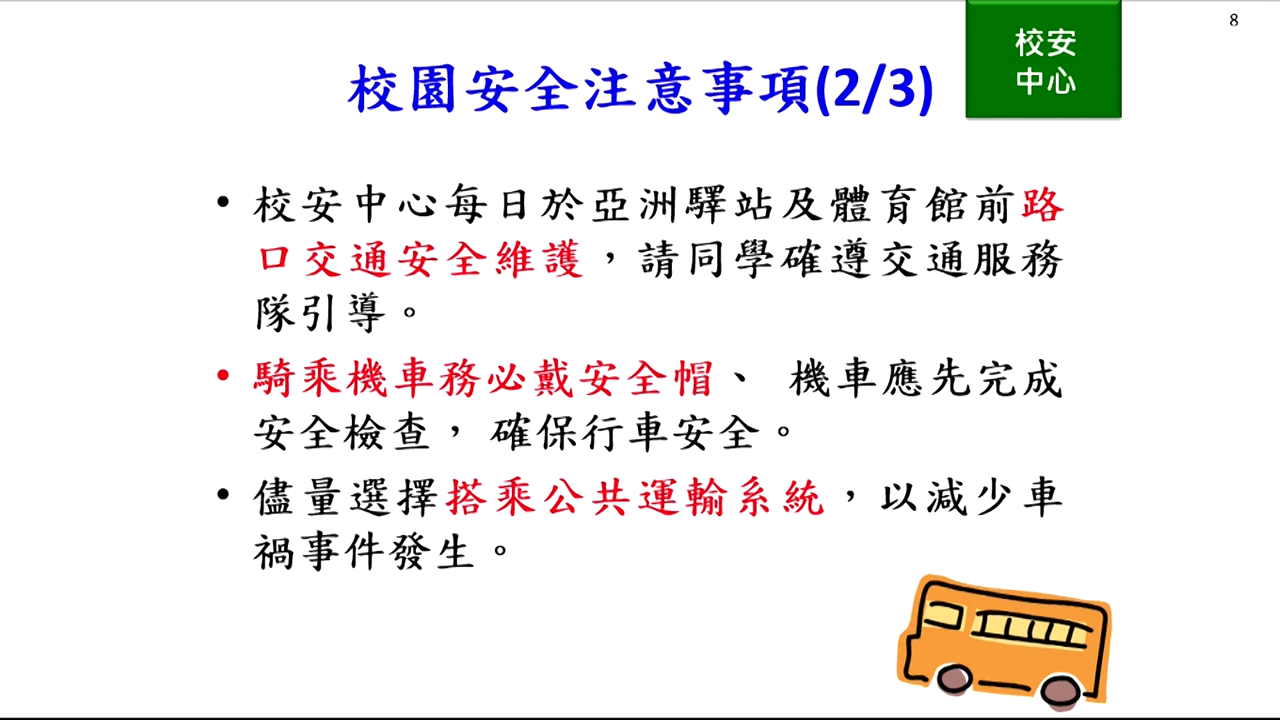 8
校安
中心
校園安全注意事項(2/3)
• 校安中心每日於亞洲驛站及體育館前路
口交通安全維護，請同學確遵交通服務
隊引導。
• 騎乘機車務必戴安全帽、 機車應先完成
安全檢查， 確保行車安全。
• 儘量選擇搭乘公共運輸系統，以減少車
禍事件發生。